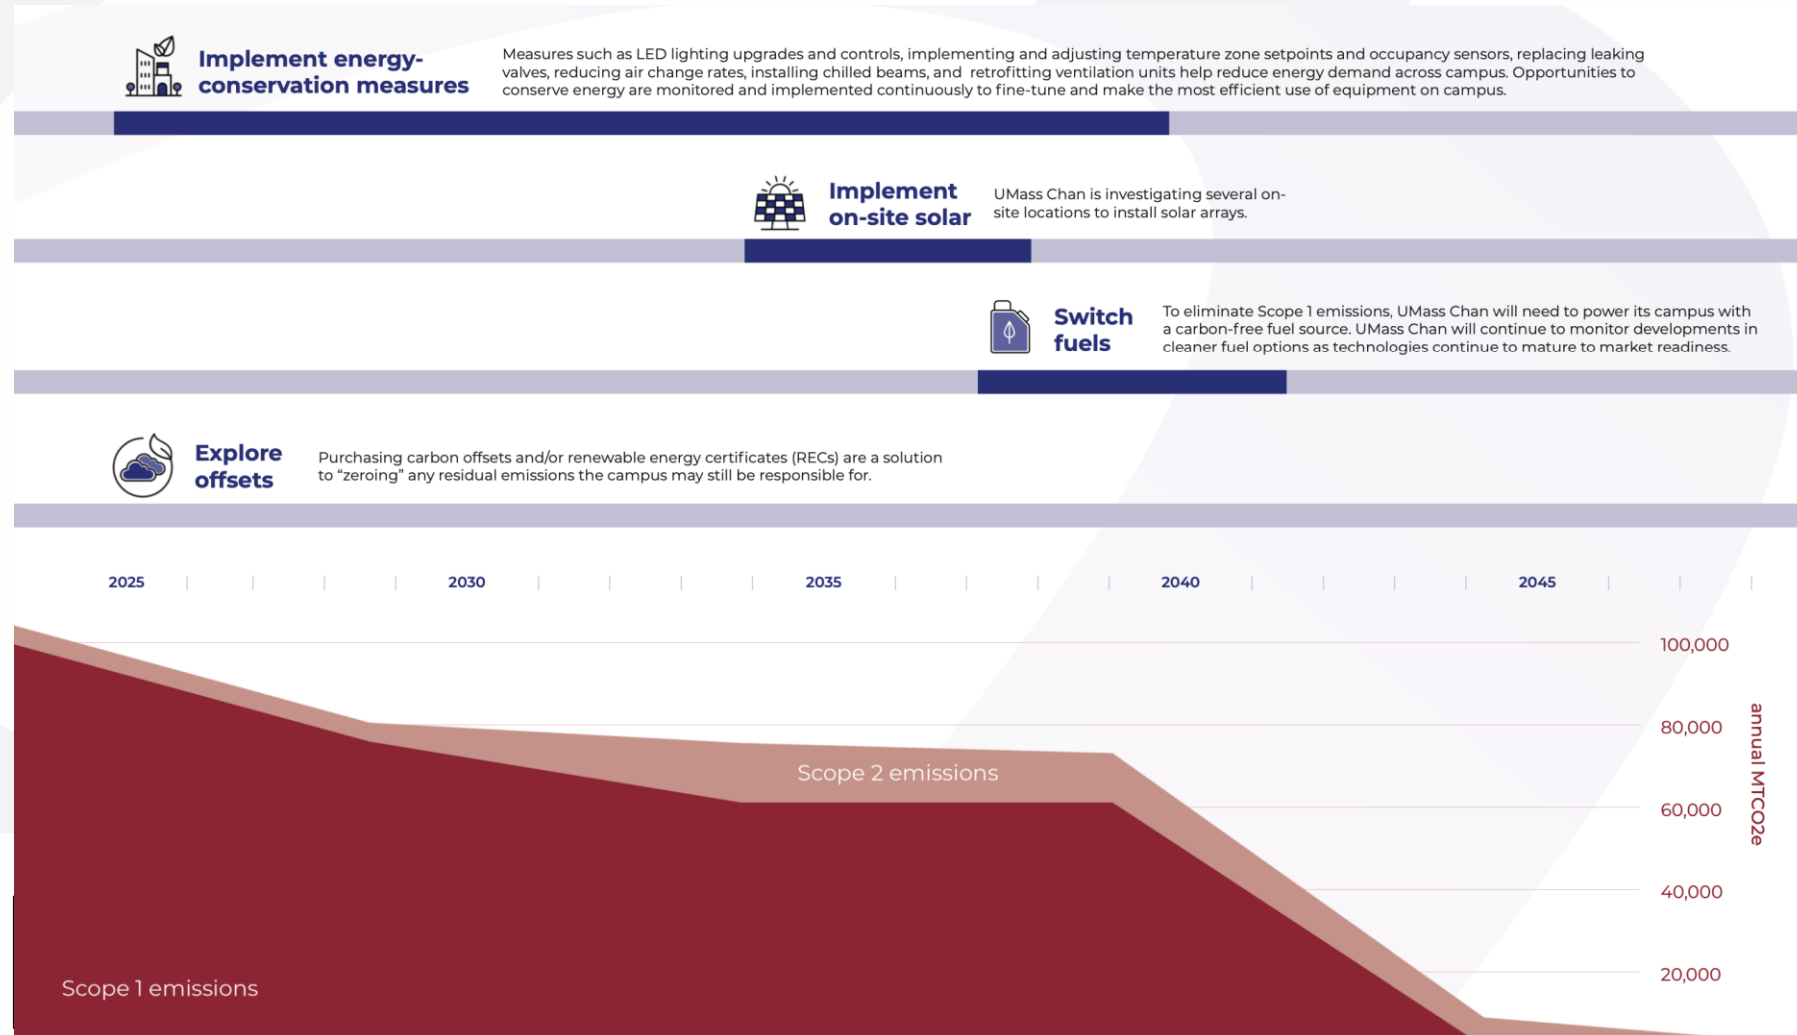 Implement energy-
conservation measures
Measures such as LED lighting upgrades and controls, implementing and adjusting temperature zone setpoints and occupancy sensors, replacing leaking
valves, reducing air change rates, installing chilled beams, and retrofitting ventilation units help reduce energy demand across campus. Opportunities to
conserve energy are monitored and implemented continuously to fine-tune and make the most efficient use of equipment on campus.
Implement
on-site solar
UMass Chan is investigating several on-
site locations to install solar arrays.
Switch
fuels
To eliminate Scope 1 emissions, UMass Chan will need to power its campus with
a carbon-free fuel source. UMass Chan will continue to monitor developments in
cleaner fuel options as technologies continue to mature to market readiness.
Explore
offsets
Purchasing carbon offsets and/or renewable energy certificates (RECs) are a solution
to “zeroing” any residual emissions the campus may still be responsible for.
2025 2030 2035 2040 2045
100,000
80,000
60,000
40,000
20,000
annual MTCO2e
Scope 2 emissions
Scope 1 emissions